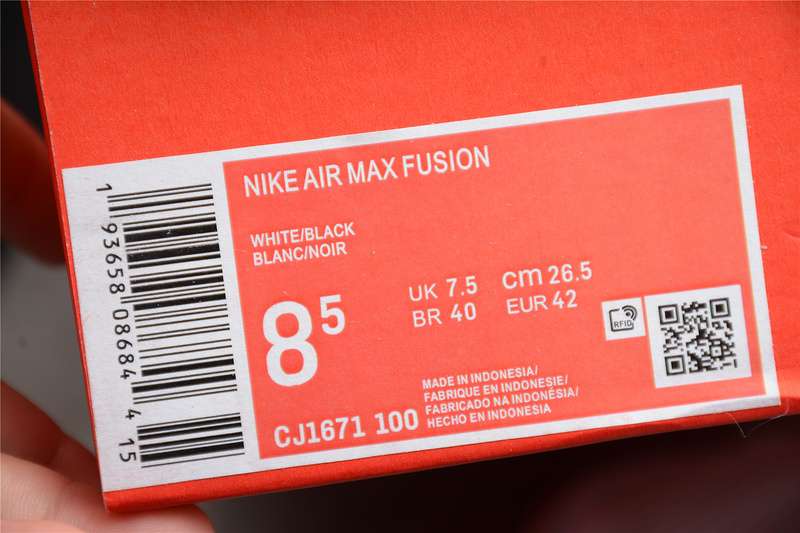 NIKE AIR MAX FUSION
WHITE/BLACK
BLANC/NOIR
8 5
UK 7.5 cm 26.5
BR 40 EUR 42
RFID
MADE IN INDONESIA/
FABRIQUE EN INDONESIE/
FABRICADO NA INDONÉSIA/
HECHO EN INDONESIA
CJ1671 100
1 93658 08684 4 15